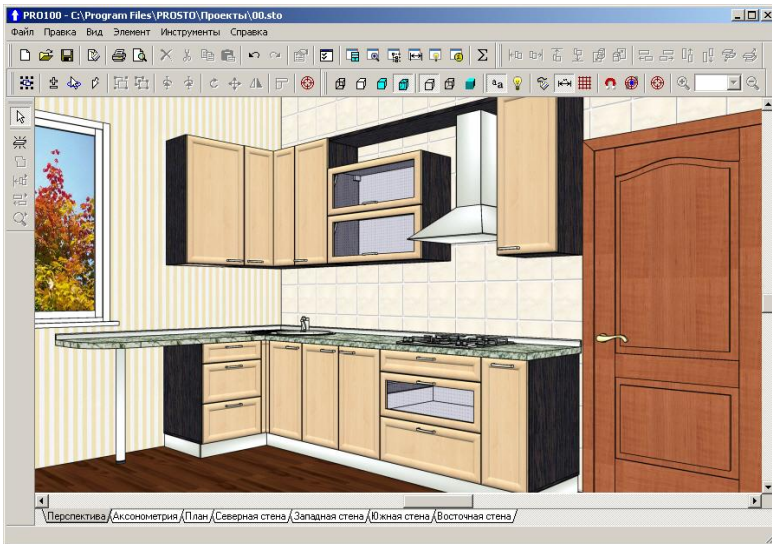 PRO100 - C:\Program Files\PROSTO\Проекты\00.sto
Файл Правка Вид Элемент Инструменты Справка
Перспектива Аксонометрия План Северная стена Западная стена Южная стена Восточная стена